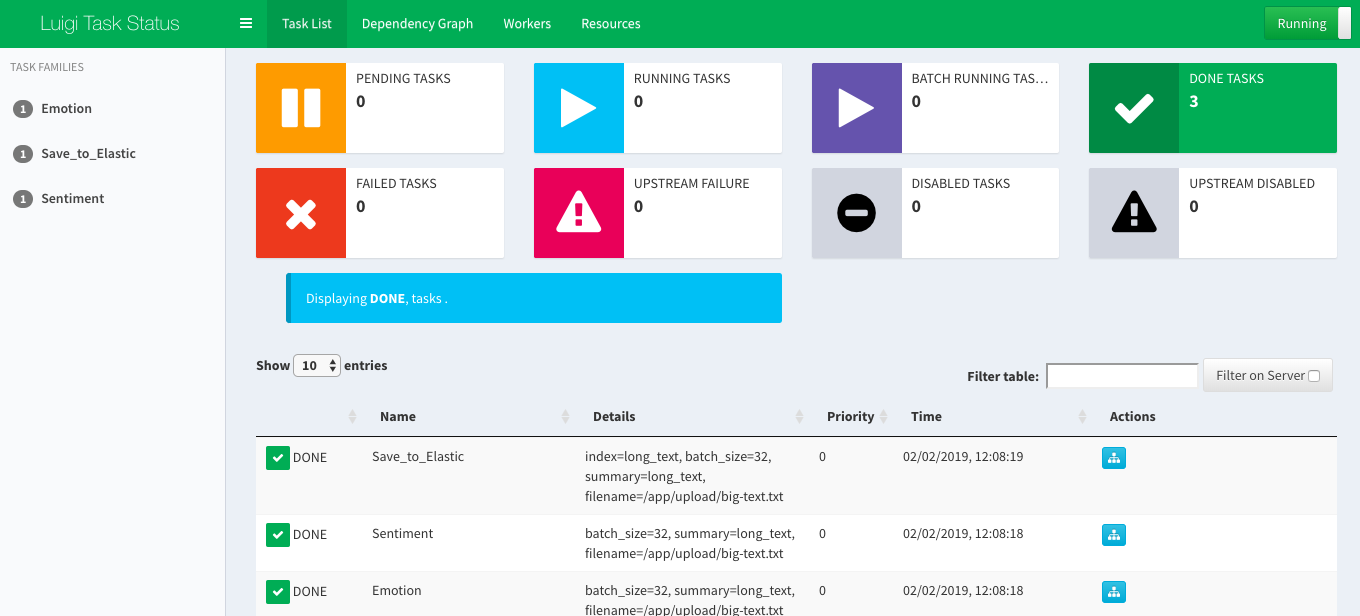 Luigi Task Status
Task List
Dependency Graph
Workers
Resources
Running
TASK FAMILIES
1 Emotion
1 Save_to_Elastic
1 Sentiment
PENDING TASKS
0
RUNNING TASKS
0
BATCH RUNNING TAS…
0
DONE TASKS
3
FAILED TASKS
0
UPSTREAM FAILURE
0
DISABLED TASKS
0
UPSTREAM DISABLED
0
Displaying DONE, tasks .
Show 10 entries
Filter table:
Filter on Server
Name Details Priority Time Actions
DONE Save_to_Elastic index=long_text, batch_size=32, 0 02/02/2019, 12:08:19
summary=long_text,
filename=/app/upload/big-text.txt
DONE Sentiment batch_size=32, summary=long_text, 0 02/02/2019, 12:08:18
filename=/app/upload/big-text.txt
DONE Emotion batch_size=32, summary=long_text, 0 02/02/2019, 12:08:18
filename=/app/upload/big-text.txt